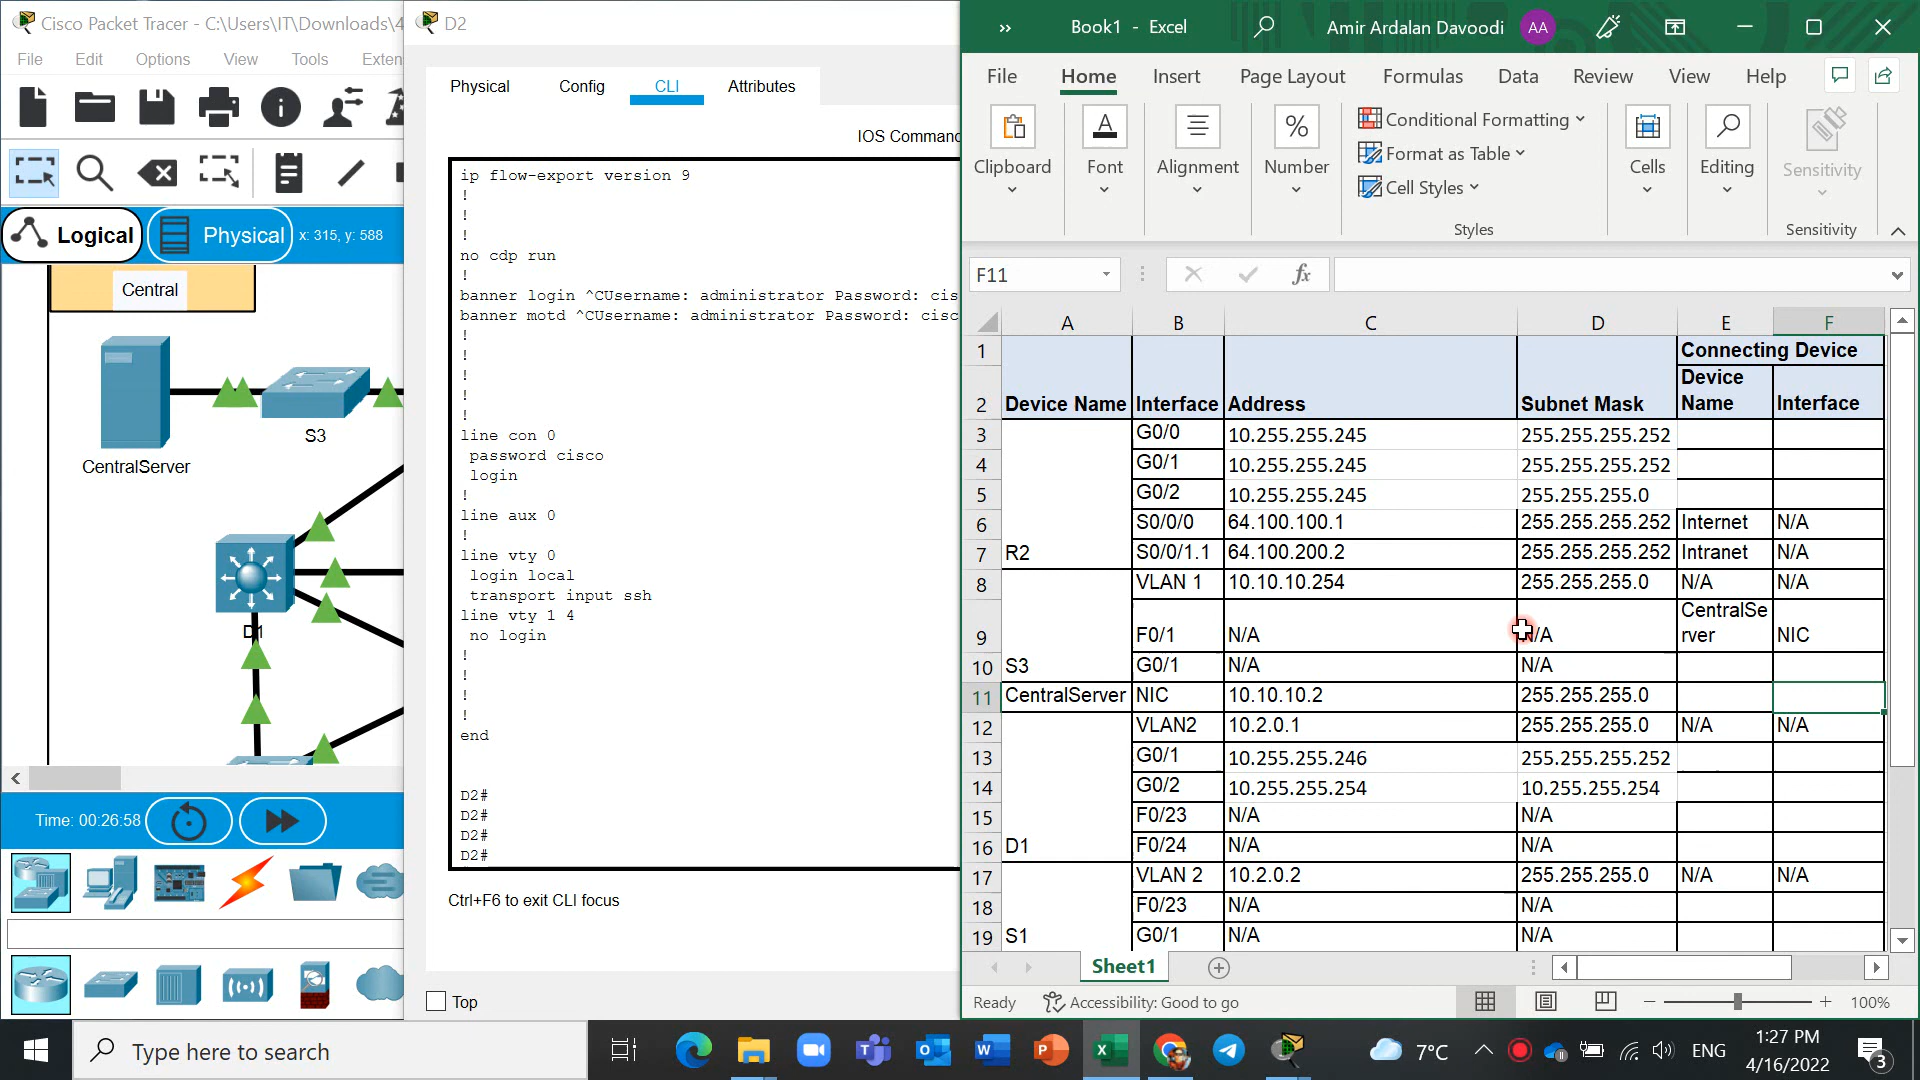 Cisco Packet Tracer - C:\Users\IT\Downloads\4
File Edit Options View Tools Exten
Logical Physical x: 315, y: 588
Central
CentralServer
S3
D1
Time: 00:26:58
D2
Physical Config CLI Attributes
IOS Comman
ip flow-export version 9
!
!
!
no cdp run
!
banner login ^CUsername: administrator Password: cis
banner motd ^CUsername: administrator Password: cisc
!
!
!
!
!
line con 0
password cisco
login
!
line aux 0
!
line vty 0
login local
transport input ssh
line vty 1 4
no login
!
!
!
!
end
D2#
D2#
D2#
D2#
Ctrl+F6 to exit CLI focus
Top
Book1 - Excel
Amir Ardalan Davoodi AA
File Home Insert Page Layout Formulas Data Review View Help
Clipboard Font Alignment Number
Conditional Formatting
Format as Table
Cell Styles
Styles
Cells Editing Sensitivity
Sensitivity
F11 fx
A B C D E F
1 Connecting Device
2 Device Name Interface Address Subnet Mask Device Name Interface
3 G0/0 10.255.255.245 255.255.255.252
4 G0/1 10.255.255.245 255.255.255.252
5 G0/2 10.255.255.245 255.255.255.0
6 S0/0/0 64.100.100.1 255.255.255.252 Internet N/A
7 R2 S0/0/1.1 64.100.200.2 255.255.255.252 Intranet N/A
8 VLAN 1 10.10.10.254 255.255.255.0 N/A N/A
9 F0/1 N/A N/A CentralServer NIC
10 S3 G0/1 N/A N/A
11 CentralServer NIC 10.10.10.2 255.255.255.0
12 VLAN2 10.2.0.1 255.255.255.0 N/A N/A
13 G0/1 10.255.255.246 255.255.255.252
14 G0/2 10.255.255.254 10.255.255.254
15 F0/23 N/A N/A
16 D1 F0/24 N/A N/A
17 VLAN 2 10.2.0.2 255.255.255.0 N/A N/A
18 F0/23 N/A N/A
19 S1 G0/1 N/A N/A
Sheet1
Ready Accessibility: Good to go 100%
Type here to search
7°C ENG
1:27 PM
4/16/2022
3